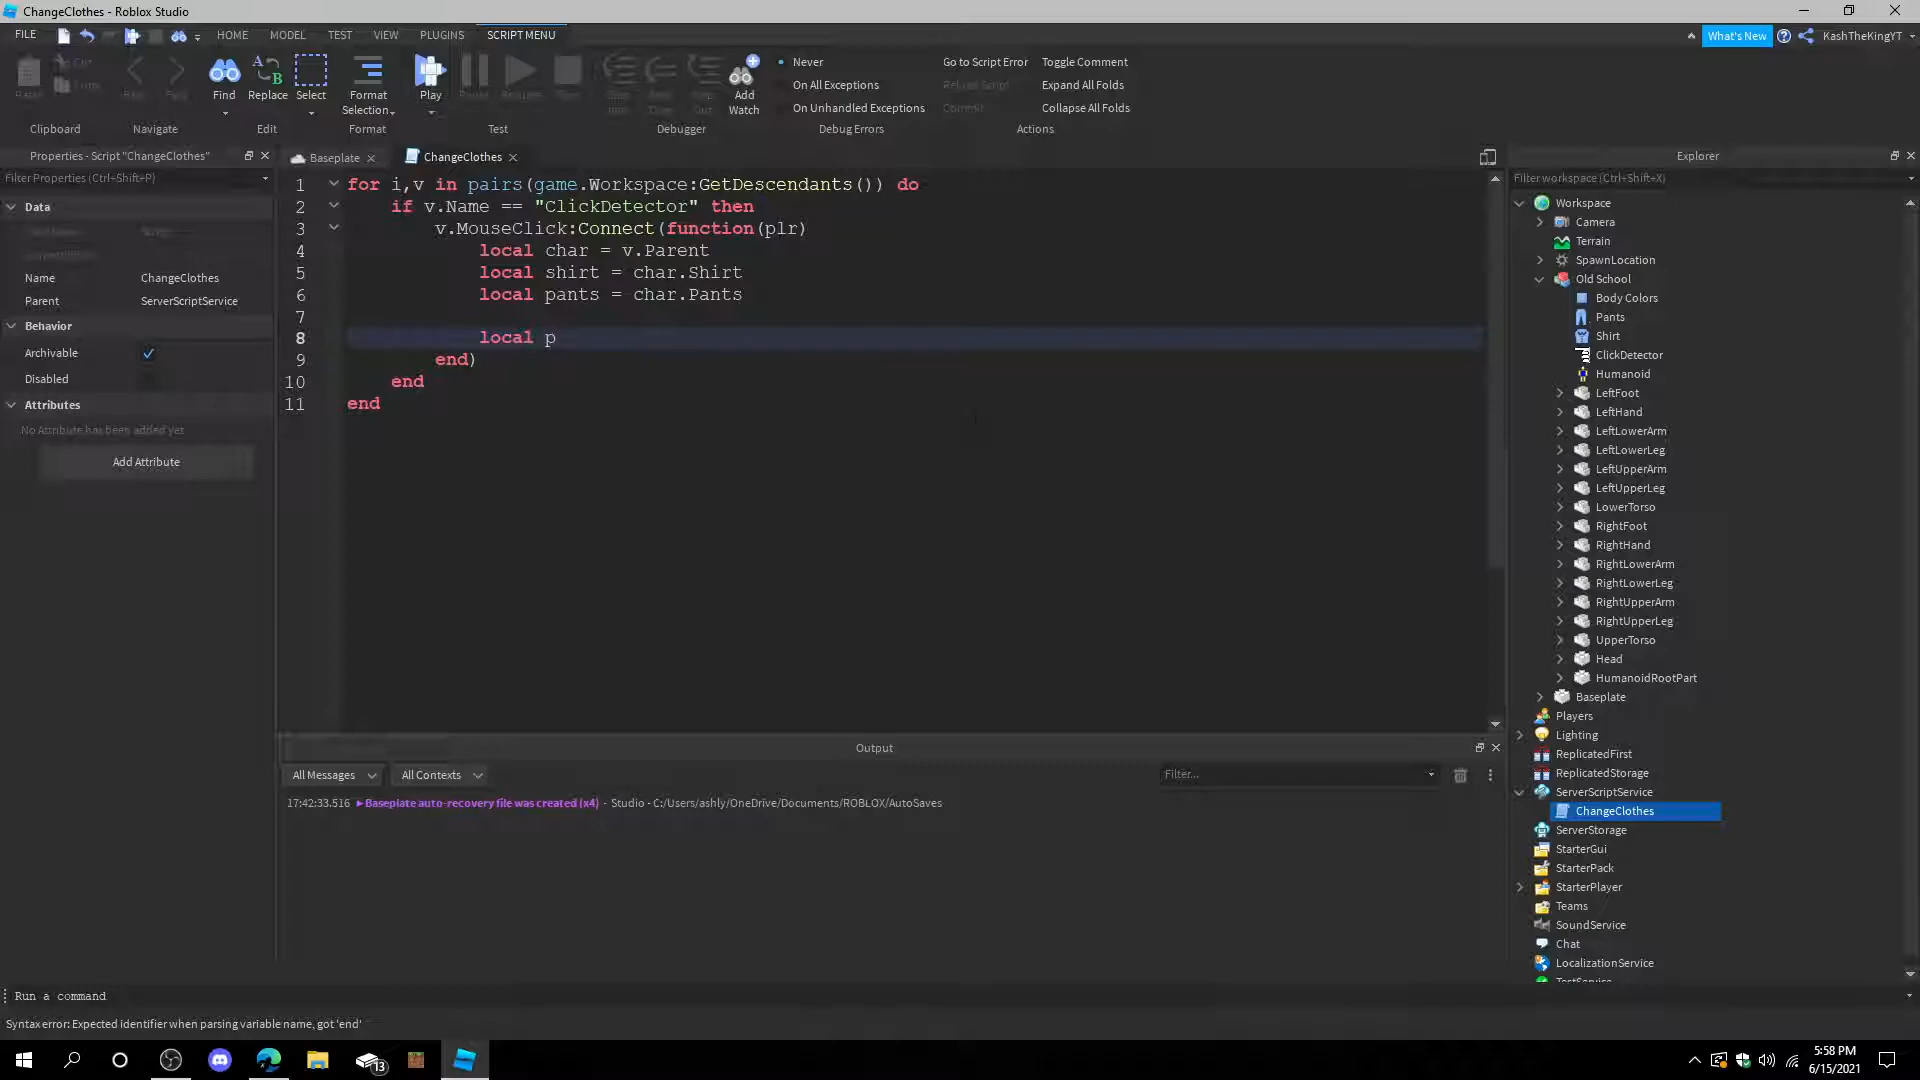 ChangeClothes - Roblox Studio
FILE HOME MODEL TEST VIEW PLUGINS SCRIPT MENU What's New KashTheKingYT
Find Replace Select Format Selection Play Add Watch
Never Go to Script Error Toggle Comment
On All Exceptions Reload Script Expand All Folds
On Unhandled Exceptions Commit Collapse All Folds
Clipboard Navigate Edit Format Test Debugger Debug Errors Actions
Properties - Script "ChangeClothes"
Filter Properties (Ctrl+Shift+P)
Data
Name ChangeClothes
Parent ServerScriptService
Behavior
Archivable
Disabled
Attributes
No Attribute has been added yet
Add Attribute
Baseplate ChangeClothes
1 for i,v in pairs(game.Workspace:GetDescendants()) do
2 if v.Name == "ClickDetector" then
3 v.MouseClick:Connect(function(plr)
4 local char = v.Parent
5 local shirt = char.Shirt
6 local pants = char.Pants
7
8 local p
9 end)
10 end
11 end
Output
All Messages All Contexts Filter...
17:42:33.516 Baseplate auto-recovery file was created (x4) - Studio - C:/Users/ashly/OneDrive/Documents/ROBLOX/AutoSaves
Explorer
Filter workspace (Ctrl+Shift+X)
Workspace
Camera
Terrain
SpawnLocation
Old School
Body Colors
Pants
Shirt
ClickDetector
Humanoid
LeftFoot
LeftHand
LeftLowerArm
LeftLowerLeg
LeftUpperArm
LeftUpperLeg
LowerTorso
RightFoot
RightHand
RightLowerArm
RightLowerLeg
RightUpperArm
RightUpperLeg
UpperTorso
Head
HumanoidRootPart
Baseplate
Players
Lighting
ReplicatedFirst
ReplicatedStorage
ServerScriptService
ChangeClothes
ServerStorage
StarterGui
StarterPack
StarterPlayer
Teams
SoundService
Chat
LocalizationService
TestService
Run a command
Syntax error: Expected identifier when parsing variable name, got 'end'
13
5:58 PM
6/15/2021